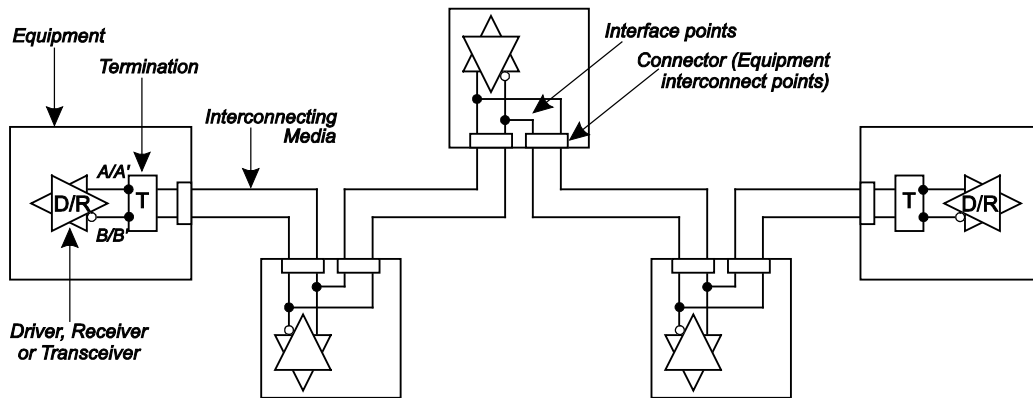 Equipment
Termination
Interface points
Connector (Equipment
interconnect points)
Interconnecting
Media
A/A'
D/R
T
B/B'
T
D/R
Driver, Receiver
or Transceiver